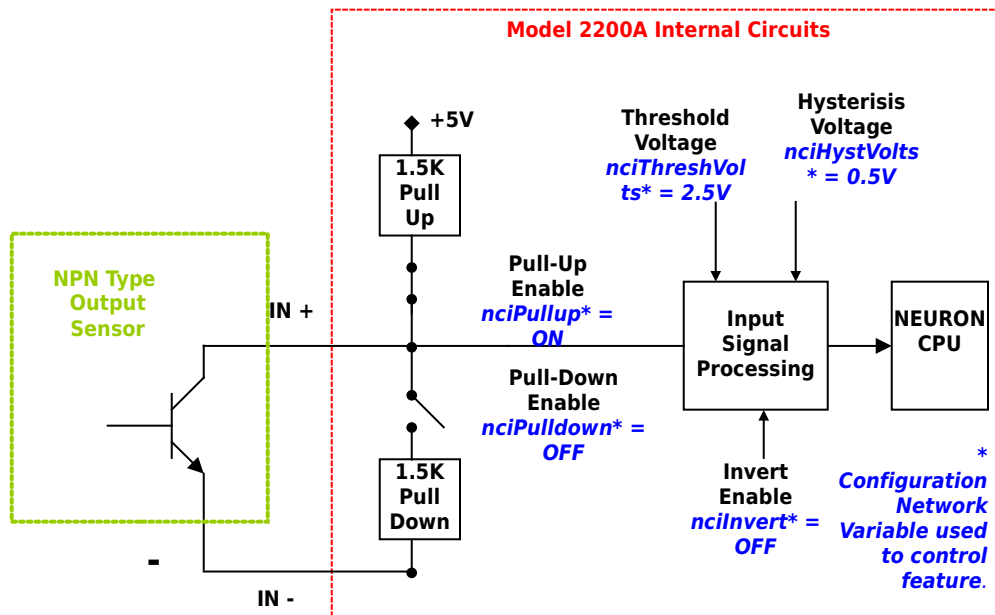 Model 2200A Internal Circuits
+5V
1.5K
Pull
Up
Threshold
Voltage
nciThreshVol
ts* = 2.5V
Hysterisis
Voltage
nciHystVolts
* = 0.5V
NPN Type
Output
Sensor
IN +
Pull-Up
Enable
nciPullup* =
ON
Input
Signal
Processing
NEURON
CPU
Pull-Down
Enable
nciPulldown* =
OFF
1.5K
Pull
Down
Invert
Enable
nciInvert* =
OFF
*
Configuration
Network
Variable used
to control
feature.
-
IN -